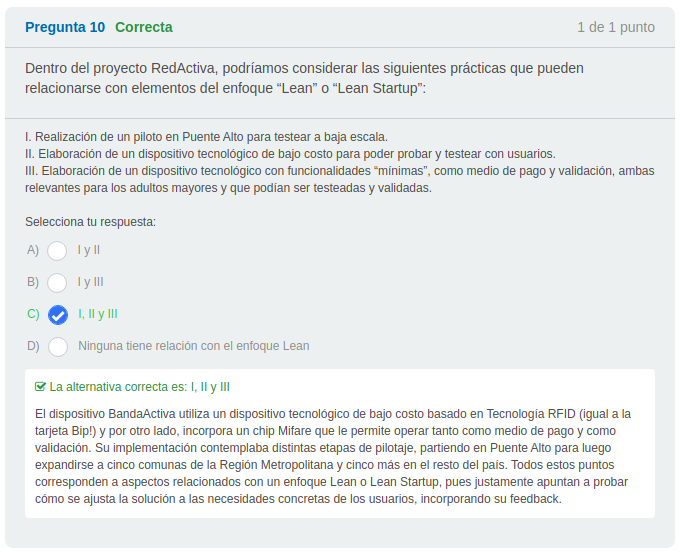 Pregunta 10 Correcta 1 de 1 punto
Dentro del proyecto RedActiva, podríamos considerar las siguientes prácticas que pueden
relacionarse con elementos del enfoque “Lean” o “Lean Startup”:
I. Realización de un piloto en Puente Alto para testear a baja escala.
II. Elaboración de un dispositivo tecnológico de bajo costo para poder probar y testear con usuarios.
III. Elaboración de un dispositivo tecnológico con funcionalidades “mínimas”, como medio de pago y validación, ambas
relevantes para los adultos mayores y que podían ser testeadas y validadas.
Selecciona tu respuesta:
A) I y II
B) I y III
C) I, II y III
D) Ninguna tiene relación con el enfoque Lean
La alternativa correcta es: I, II y III
El dispositivo BandaActiva utiliza un dispositivo tecnológico de bajo costo basado en Tecnología RFID (igual a la
tarjeta Bip!) y por otro lado, incorpora un chip Mifare que le permite operar tanto como medio de pago y como
validación. Su implementación contemplaba distintas etapas de pilotaje, partiendo en Puente Alto para luego
expandirse a cinco comunas de la Región Metropolitana y cinco más en el resto del país. Todos estos puntos
corresponden a aspectos relacionados con un enfoque Lean o Lean Startup, pues justamente apuntan a probar
cómo se ajusta la solución a las necesidades concretas de los usuarios, incorporando su feedback.